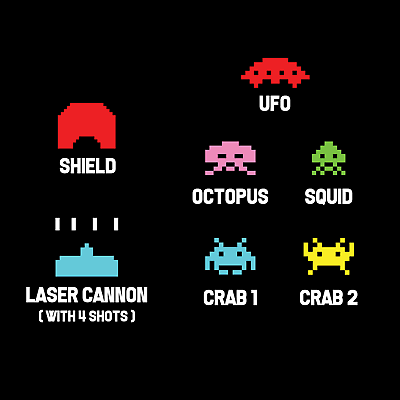 UFO
SHIELD
OCTOPUS
SQUID
LASER CANNON
( WITH 4 SHOTS )
CRAB 1
CRAB 2